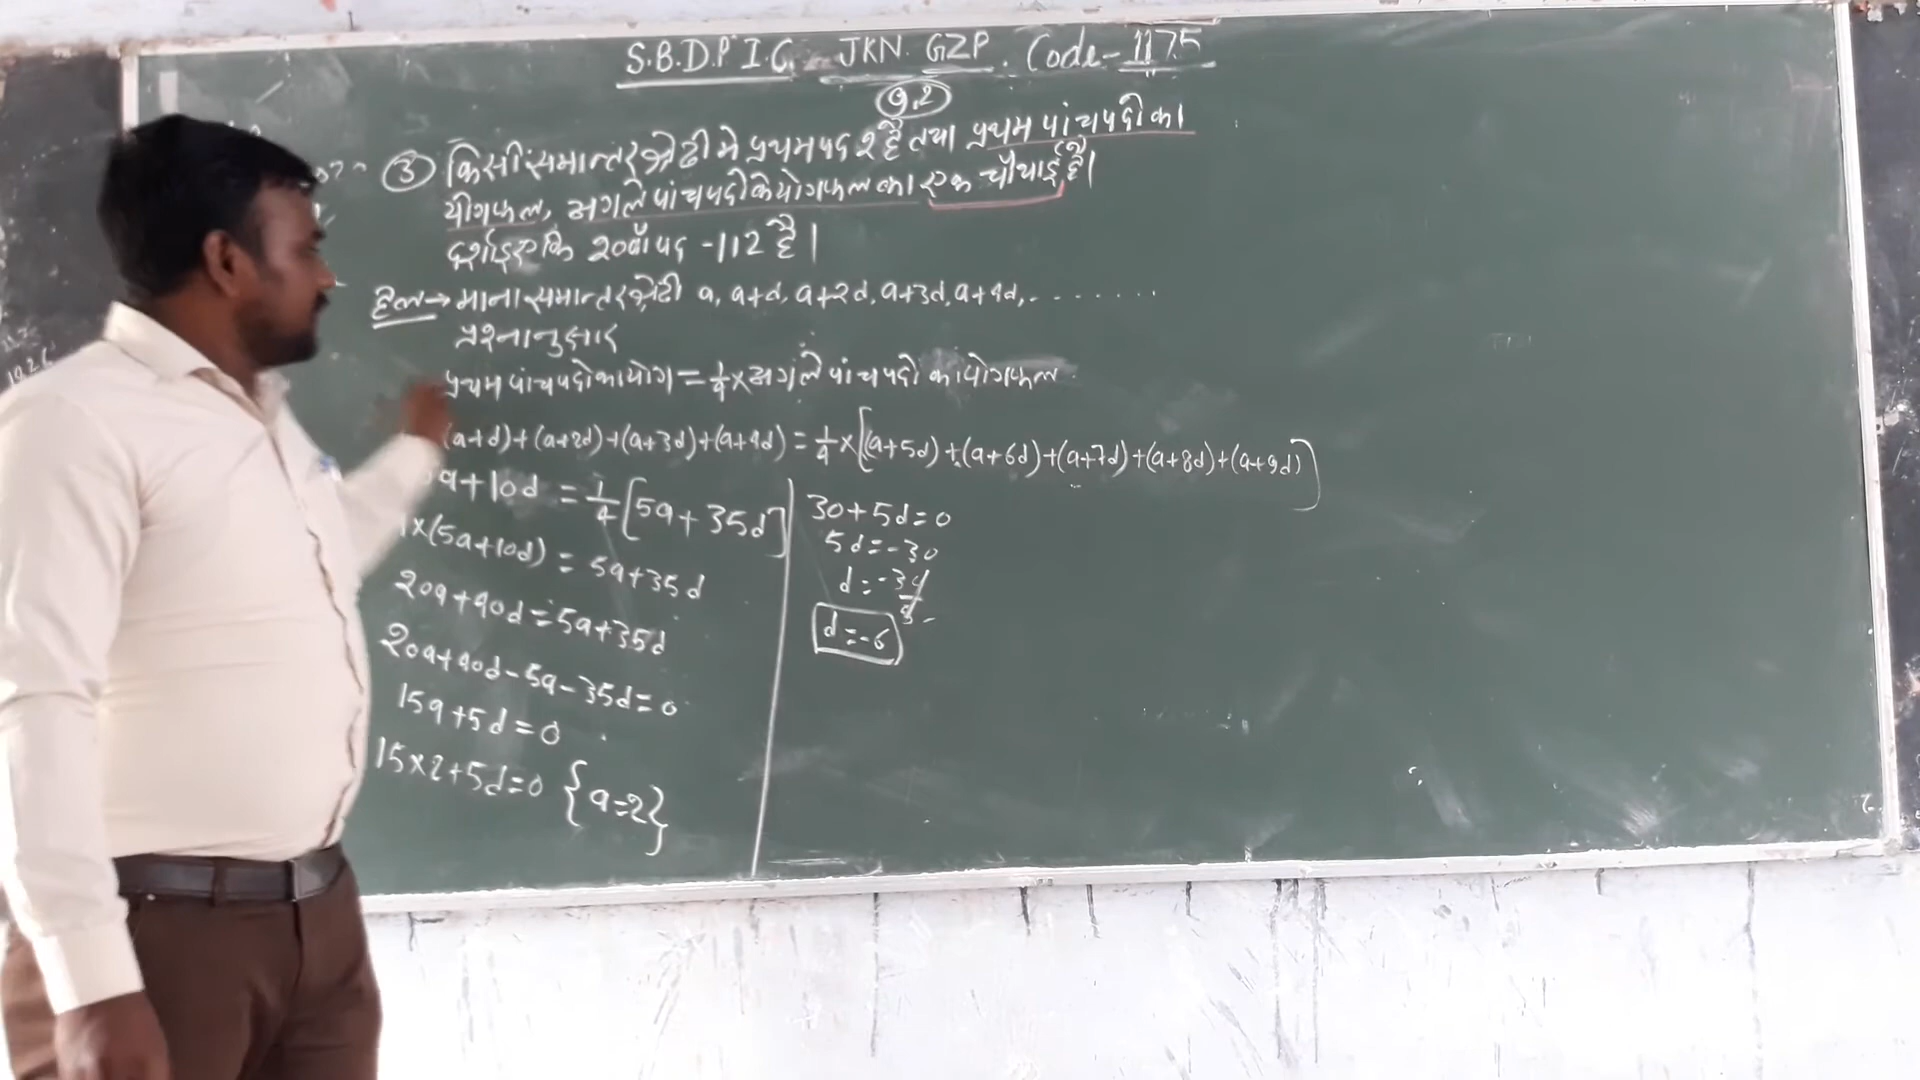 S.B.D.P I.C. JKN. GZP. Code-1175
9.2
③ किसी समान्तर श्रेढी मे प्रथम पद 2 है तथा प्रथम पांच पदों का
योगफल, अगले पांच पदों के योगफल का एक चौथाई है।
दर्शाइए कि 20वाँ पद -112 है।
हल→ माना समान्तर श्रेढी a, a+d, a+2d, a+3d, a+4d, ........
प्रश्नानुसार
प्रथम पांच पदों का योग = 1/4 × अगले पांच पदों का योगफल
(a+d)+(a+2d)+(a+3d)+(a+4d) = 1/4 × [(a+5d)+(a+6d)+(a+7d)+(a+8d)+(a+9d)]
a+10d = 1/4 [5a+35d]
×(5a+10d) = 5a+35d
20a+40d=5a+35d
20a+40d-5a-35d=0
15a+5d=0
15×2+5d=0 {a=2}
30+5d=0
5d=-30
d=-30/5
d=-6